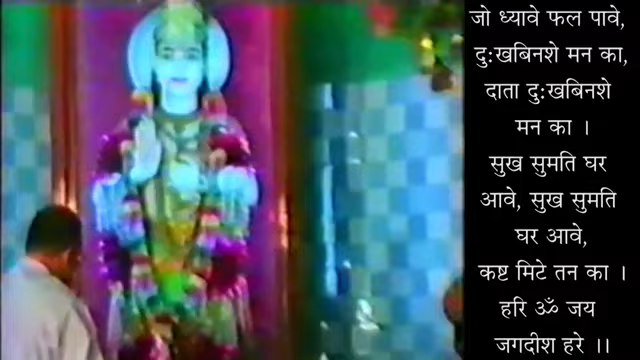 जो ध्यावे फल पावे,
दुःखबिनशे मन का,
दाता दुःखबिनशे
मन का ।
सुख सुमति घर
आवे, सुख सुमति
घर आवे,
कष्ट मिटे तन का ।
हरि ॐ जय
जगदीश हरे ।।